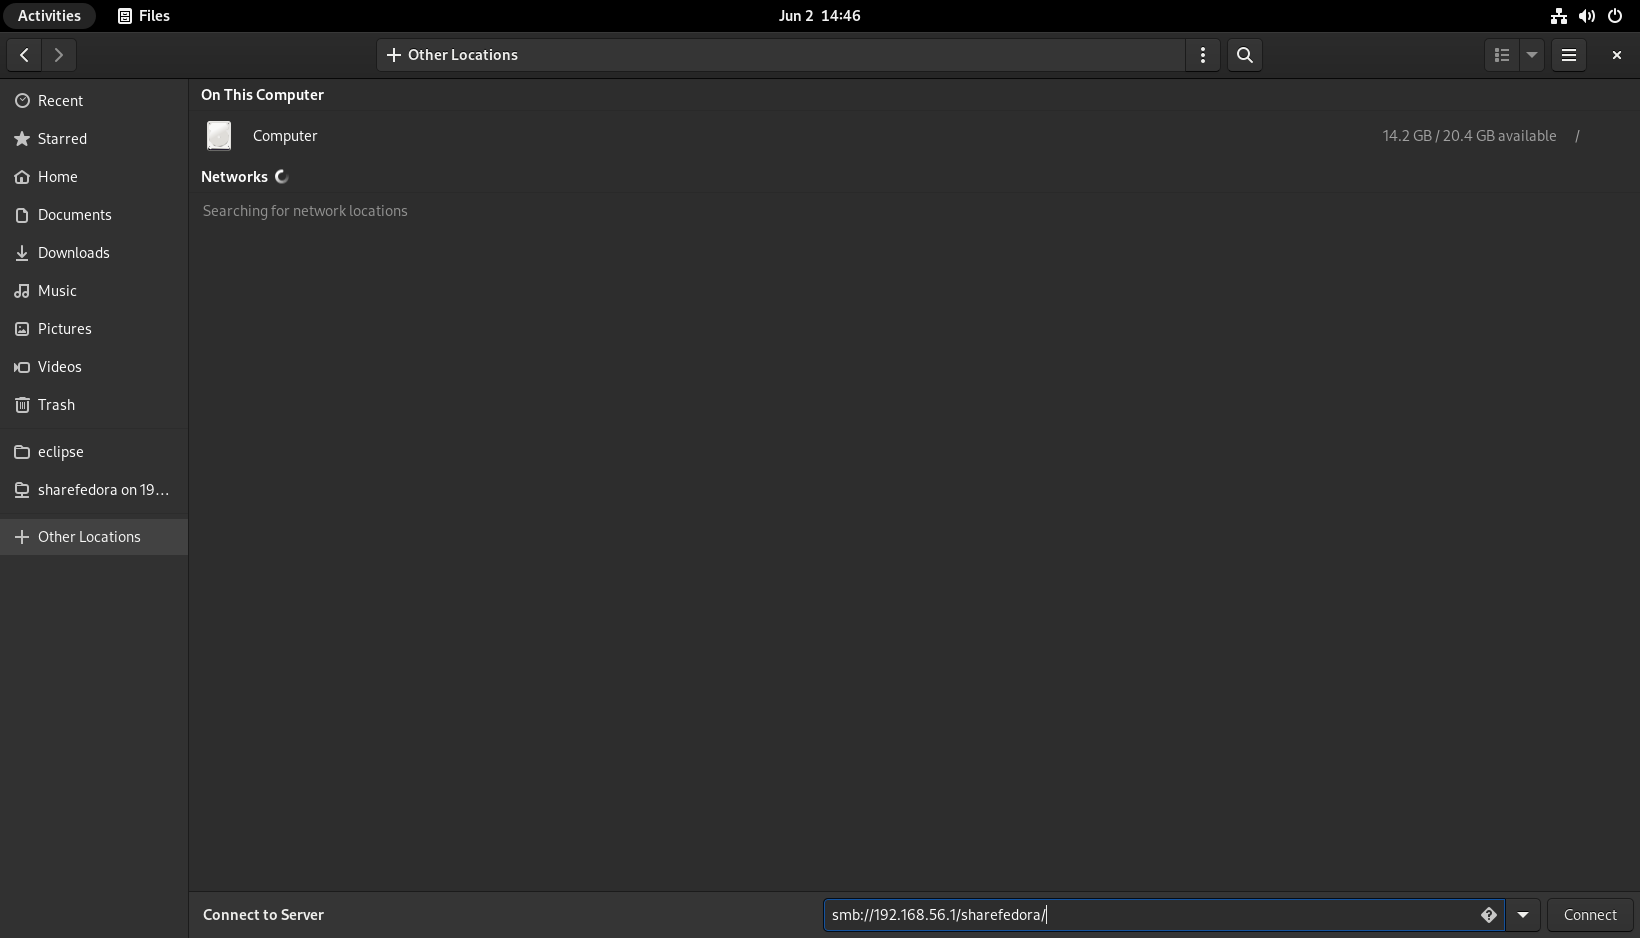 Activities
Files
Jun 2 14:46
Other Locations
Recent
Starred
Home
Documents
Downloads
Music
Pictures
Videos
Trash
eclipse
sharefedora on 19…
Other Locations
On This Computer
Computer
14.2 GB / 20.4 GB available /
Networks
Searching for network locations
Connect to Server
smb://192.168.56.1/sharefedora/
Connect